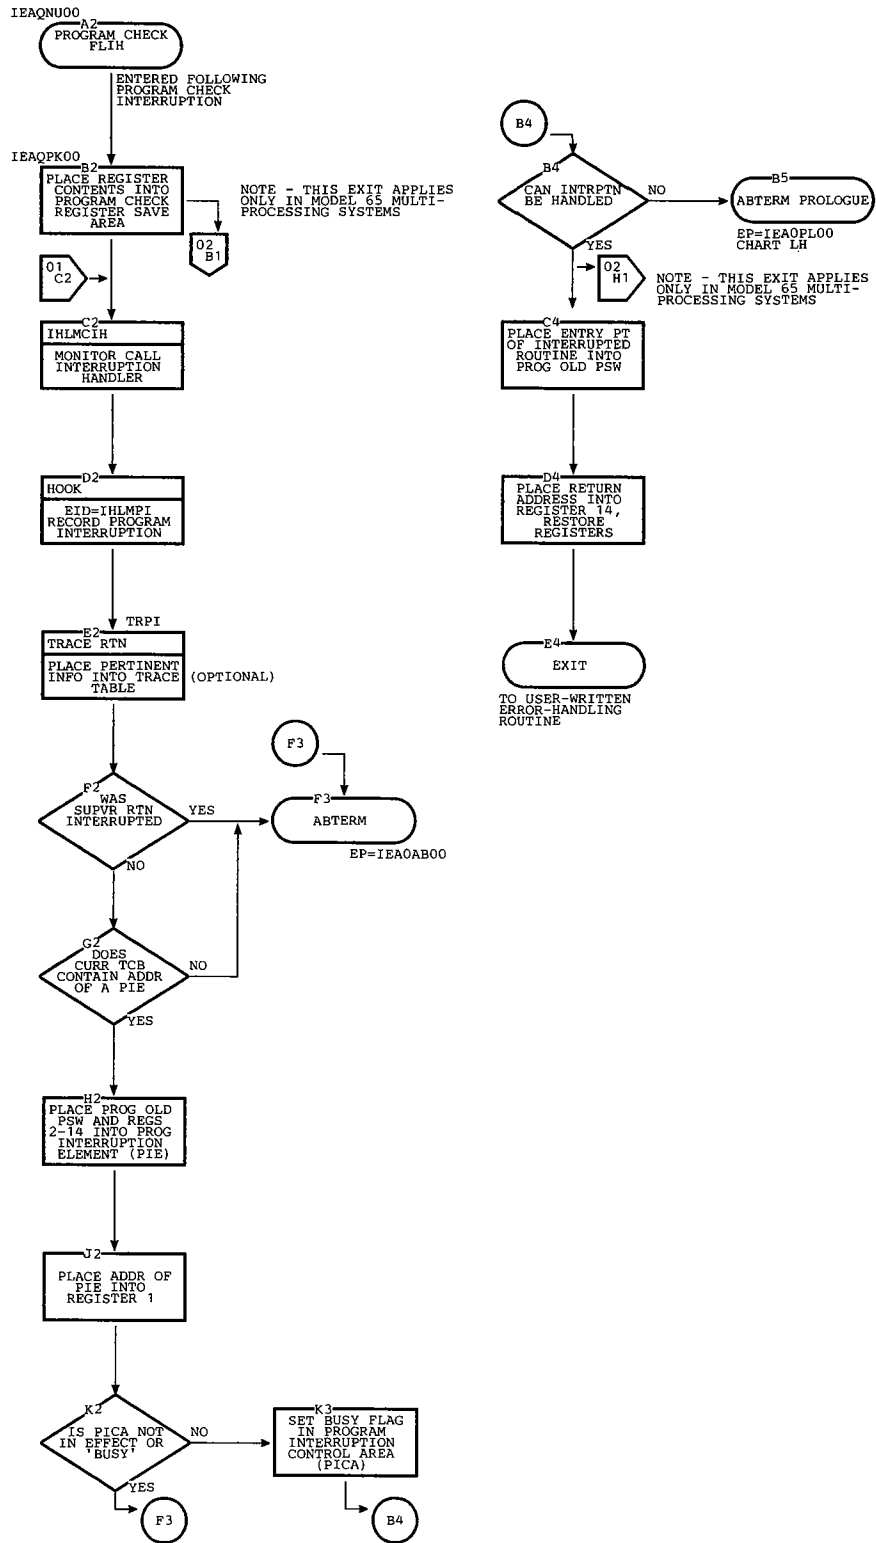 IEAQNU00
A2
PROGRAM CHECK
FLIH
ENTERED FOLLOWING
PROGRAM CHECK
INTERRUPTION
IEAQPK00
B2
PLACE REGISTER
CONTENTS INTO
PROGRAM CHECK
REGISTER SAVE
AREA
NOTE - THIS EXIT APPLIES
ONLY IN MODEL 65 MULTI-
PROCESSING SYSTEMS
02
B1
01
C2
C2
IHLMCIH
MONITOR CALL
INTERRUPTION
HANDLER
D2
HOOK
EID=IHLMPI
RECORD PROGRAM
INTERRUPTION
TRPI
E2
TRACE RTN
PLACE PERTINENT
INFO INTO TRACE
TABLE
(OPTIONAL)
F2
WAS
SUPVR RTN
INTERRUPTED
YES
NO
F3
F3
ABTERM
EP=IEA0AB00
G2
DOES
CURR TCB
CONTAIN ADDR
OF A PIE
NO
YES
H2
PLACE PROG OLD
PSW AND REGS
2-14 INTO PROG
INTERRUPTION
ELEMENT (PIE)
J2
PLACE ADDR OF
PIE INTO
REGISTER 1
K2
IS PICA NOT
IN EFFECT OR
'BUSY'
NO
YES
F3
K3
SET BUSY FLAG
IN PROGRAM
INTERRUPTION
CONTROL AREA
(PICA)
B4
B4
B4
CAN INTRPTN
BE HANDLED
NO
YES
B5
ABTERM PROLOGUE
EP=IEA0PL00
CHART LH
02
H1
NOTE - THIS EXIT APPLIES
ONLY IN MODEL 65 MULTI-
PROCESSING SYSTEMS
C4
PLACE ENTRY PT
OF INTERRUPTED
ROUTINE INTO
PROG OLD PSW
D4
PLACE RETURN
ADDRESS INTO
REGISTER 14,
RESTORE
REGISTERS
E4
EXIT
TO USER-WRITTEN
ERROR-HANDLING
ROUTINE